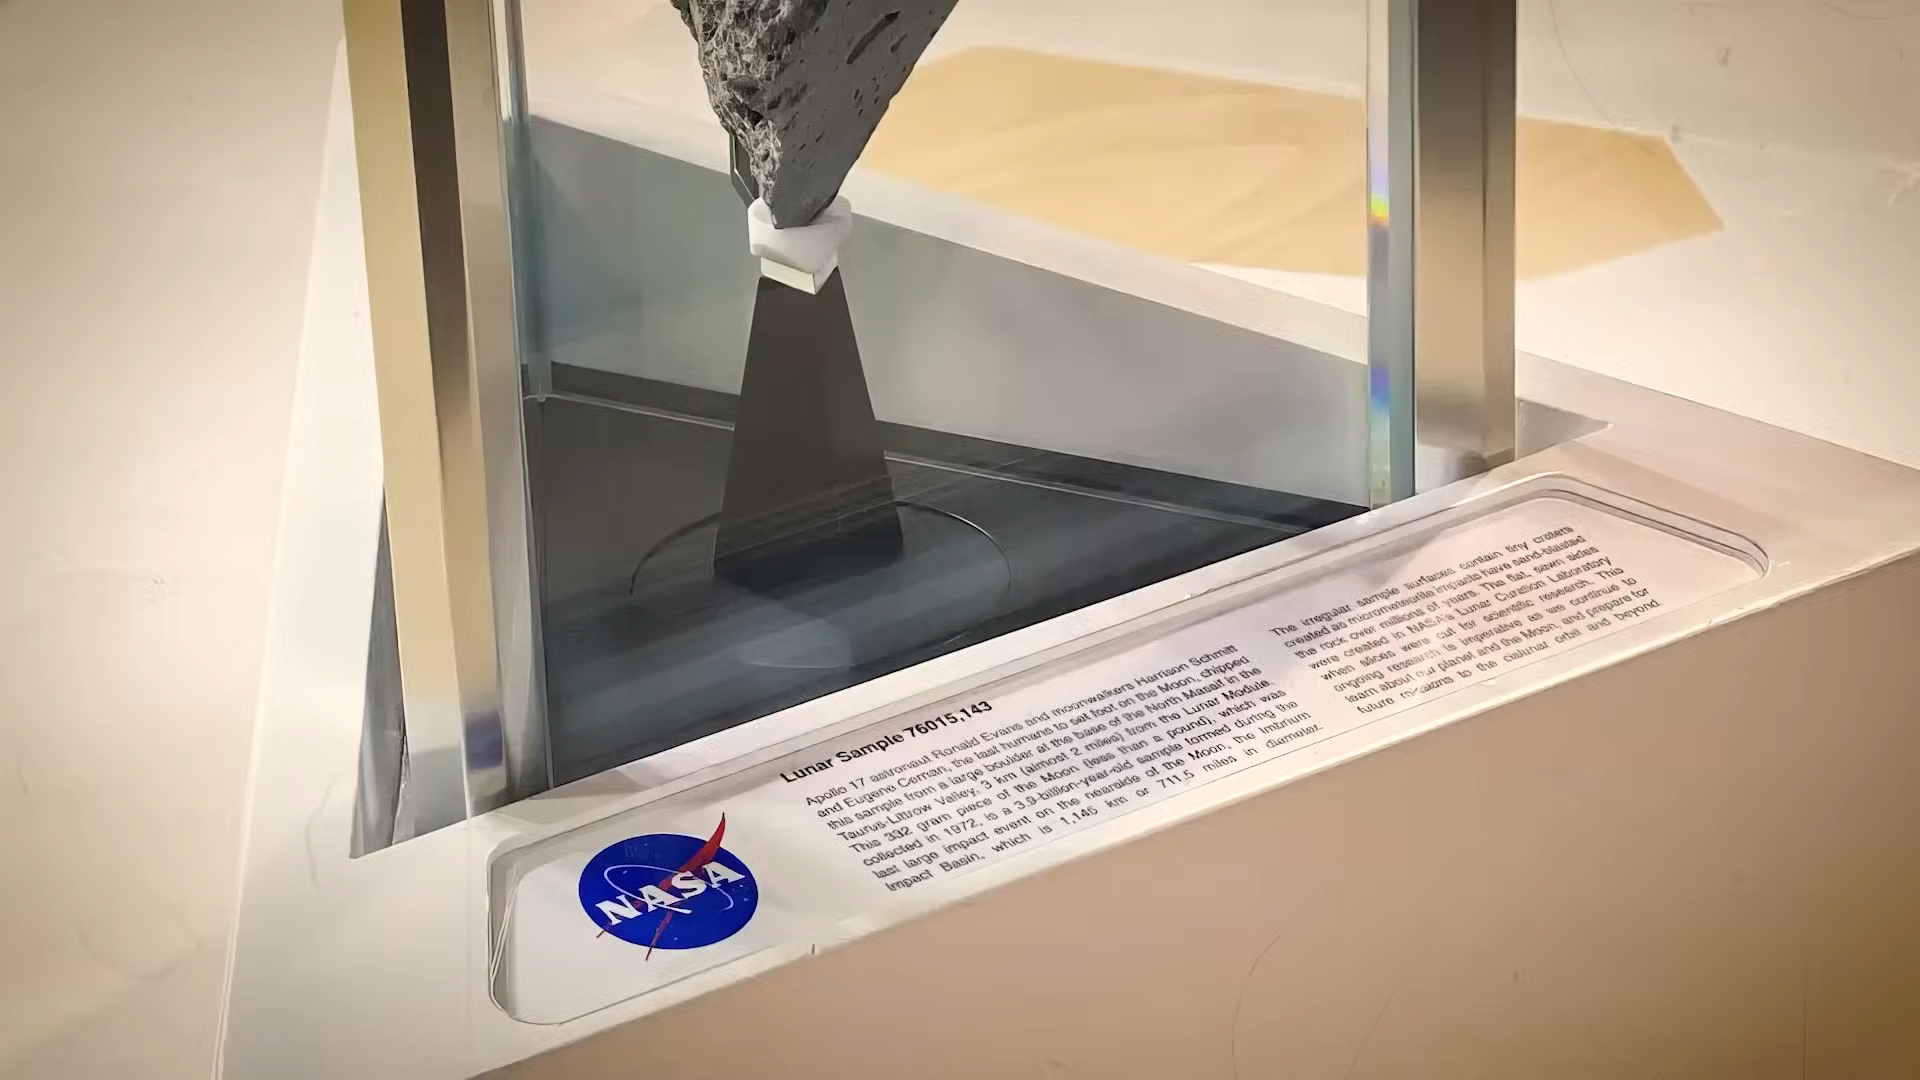 NASA
Lunar Sample 76015,143
Apollo 17 astronaut Ronald Evans and moonwalkers Harrison Schmitt
and Eugene Cernan, the last humans to set foot on the Moon, chipped
this sample from a large boulder at the base of the North Massif in the
Taurus-Littrow Valley, 3 km (almost 2 miles) from the Lunar Module.
This 332 gram piece of the Moon (less than a pound), which was
collected in 1972, is a 3.9-billion-year-old sample formed during the
last large impact event on the nearside of the Moon, the Imbrium
Impact Basin, which is 1,145 km or 711.5 miles in diameter.
The irregular sample surfaces contain tiny craters
created as micrometeorite impacts have sand-blasted
the rock over millions of years. The flat, sawn sides
were created in NASA's Lunar Curation Laboratory
when slices were cut for scientific research. This
ongoing research is imperative as we continue to
learn about our planet and the Moon, and prepare for
future missions to the cislunar orbit and beyond.